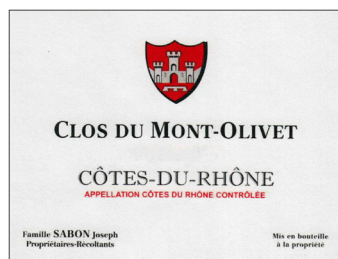 CLOS DU MONT-OLIVET
CÔTES-DU-RHÔNE
APPELLATION CÔTES DU RHÔNE CONTRÔLÉE
Famille SABON Joseph
Propriétaires-Récoltants
Mis en bouteille
à la propriété